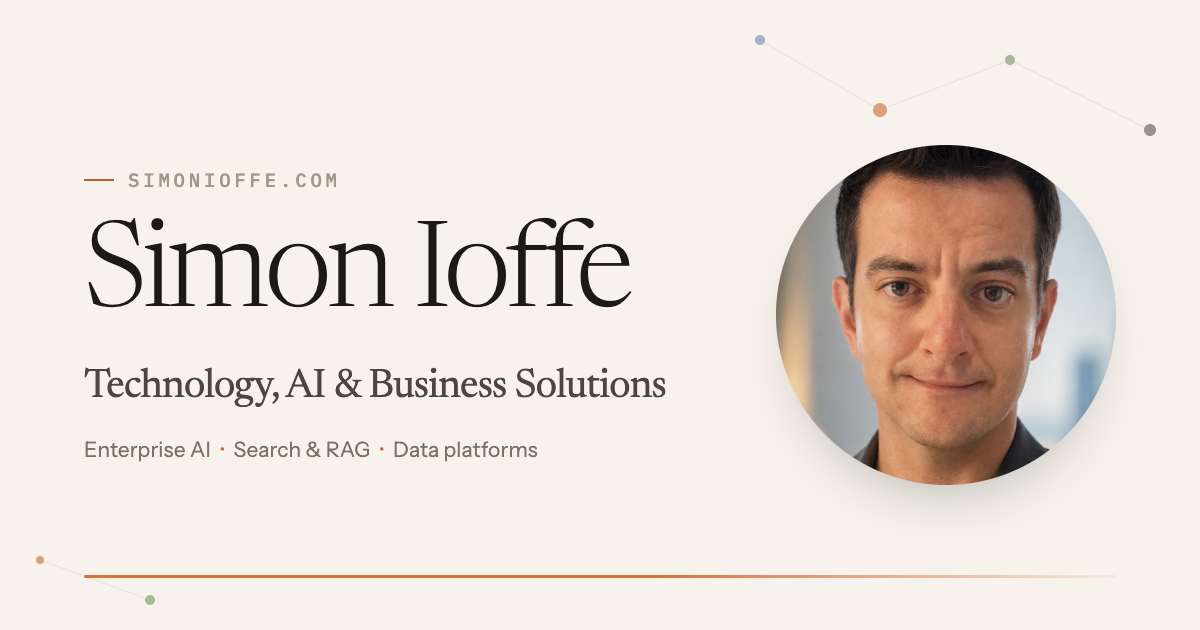 SIMONIOFFE.COM
Simon Ioffe
Technology, AI & Business Solutions
Enterprise AI · Search & RAG · Data platforms